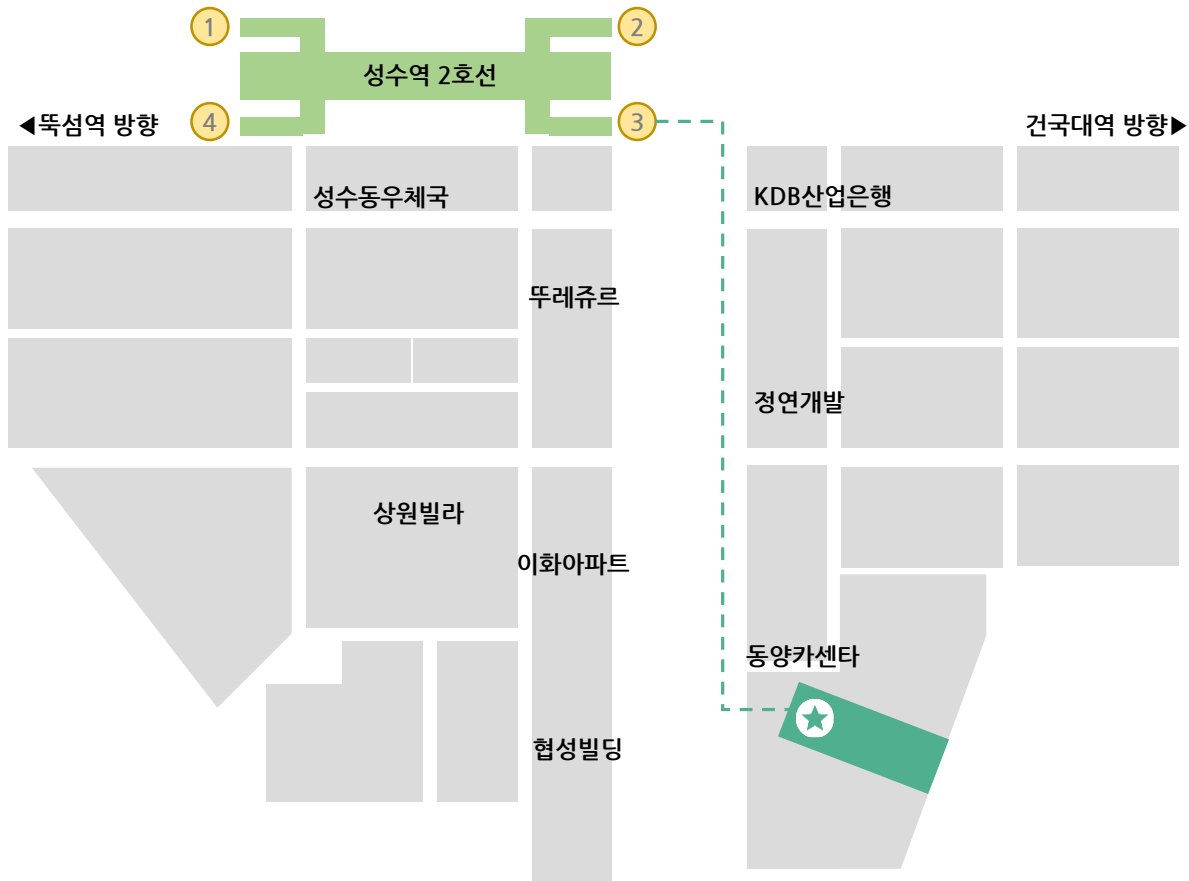 1
2
성수역 2호선
◀뚝섬역 방향
4
3
건국대역 방향▶
성수동우체국
KDB산업은행
뚜레쥬르
정연개발
상원빌라
이화아파트
동양카센타
협성빌딩